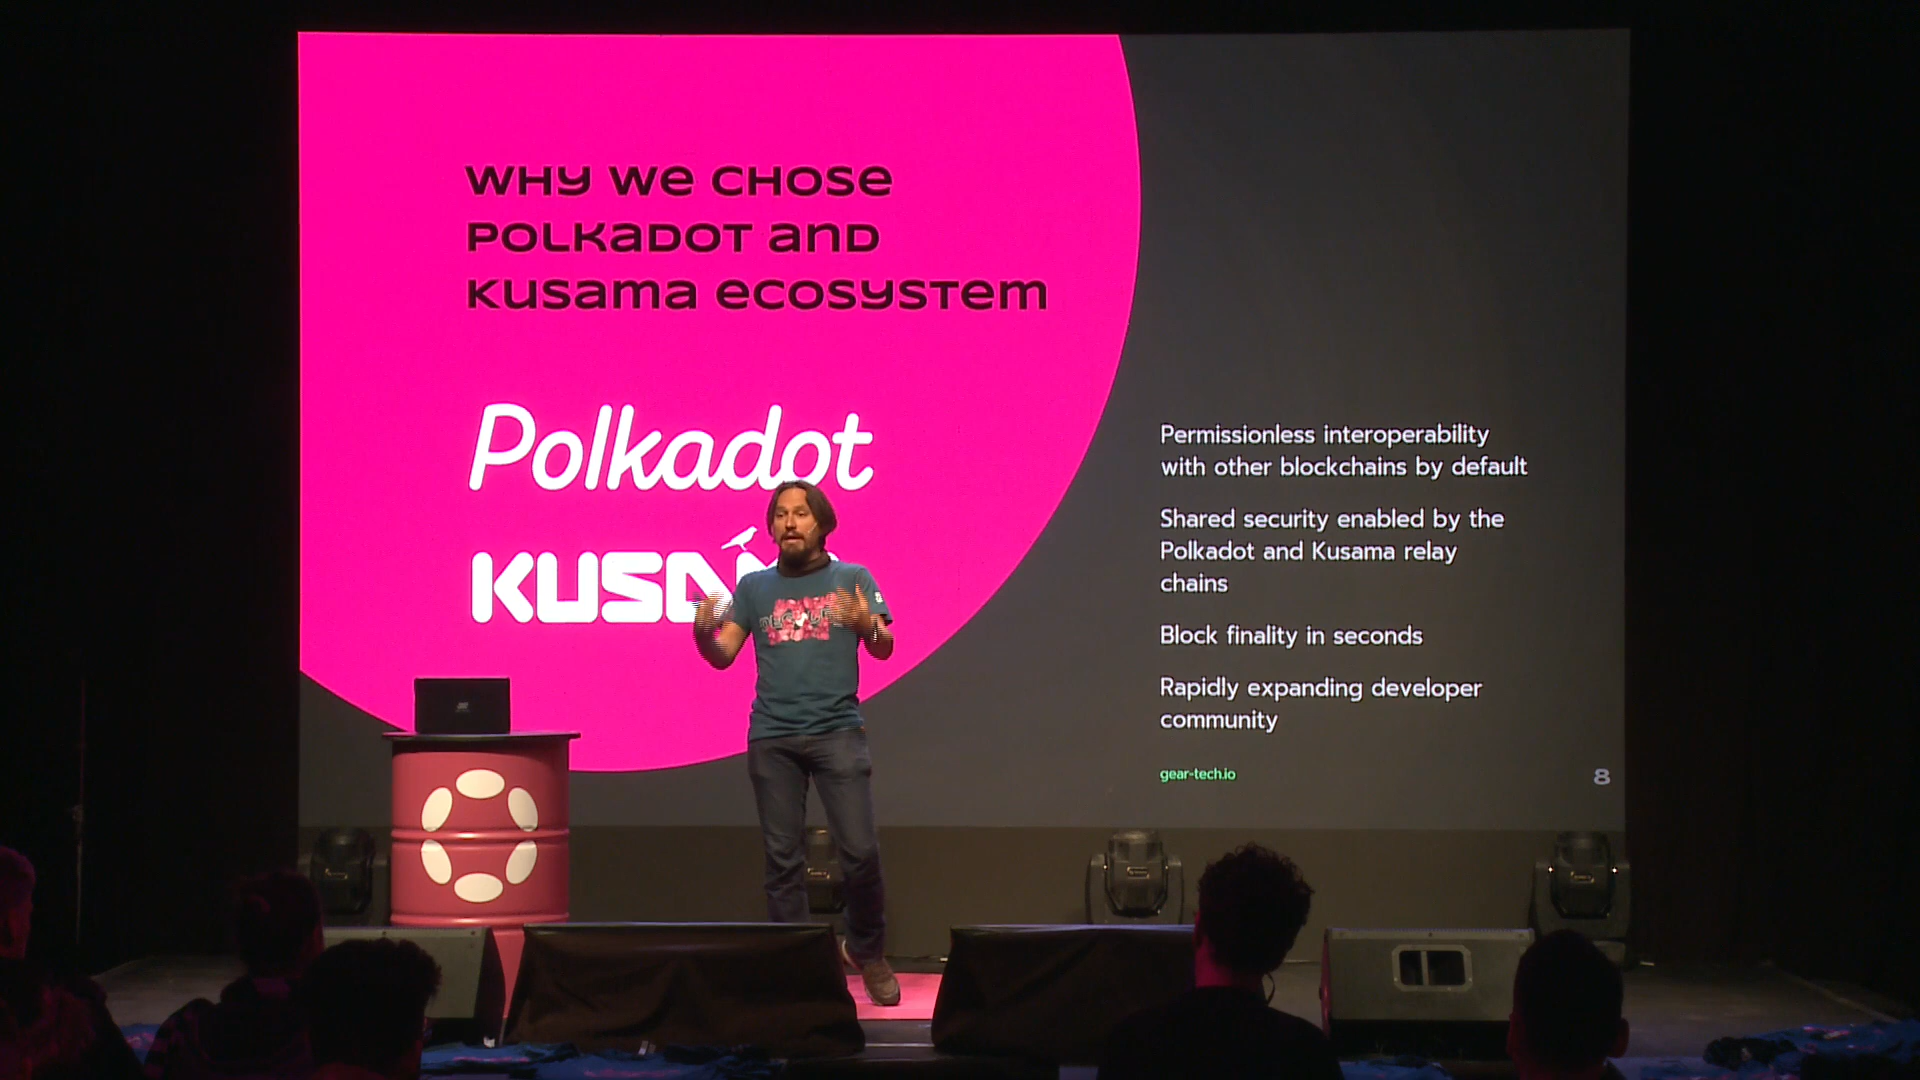 WHY WE CHOSE
POLKADOT AND
KUSAMA ECOSYSTEM
Polkadot
Permissionless interoperability
with other blockchains by default
Shared security enabled by the
Polkadot and Kusama relay
chains
Block finality in seconds
Rapidly expanding developer
community
gear-tech.io
8